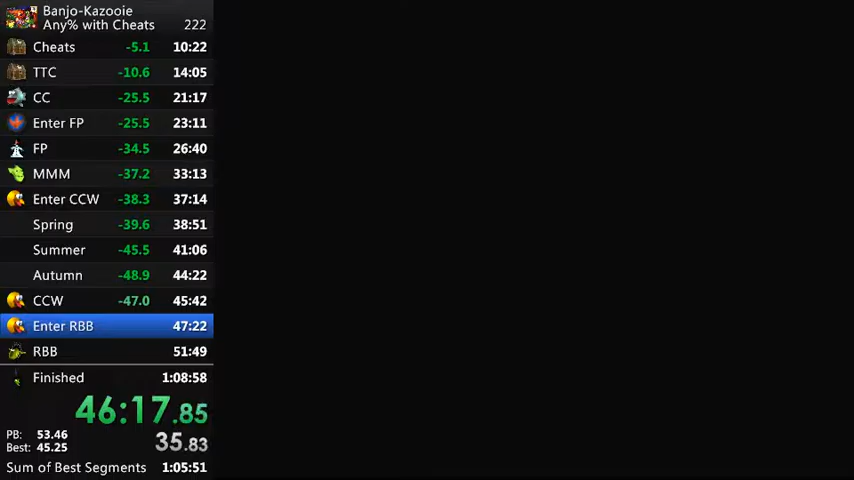 Banjo-Kazooie
Any% with Cheats 222
Cheats -5.1 10:22
TTC -10.6 14:05
CC -25.5 21:17
Enter FP -25.5 23:11
FP -34.5 26:40
MMM -37.2 33:13
Enter CCW -38.3 37:14
Spring -39.6 38:51
Summer -45.5 41:06
Autumn -48.9 44:22
CCW -47.0 45:42
Enter RBB 47:22
RBB 51:49
Finished 1:08:58
46:17.85
PB: 53.46 35.83
Best: 45.25
Sum of Best Segments 1:05:51